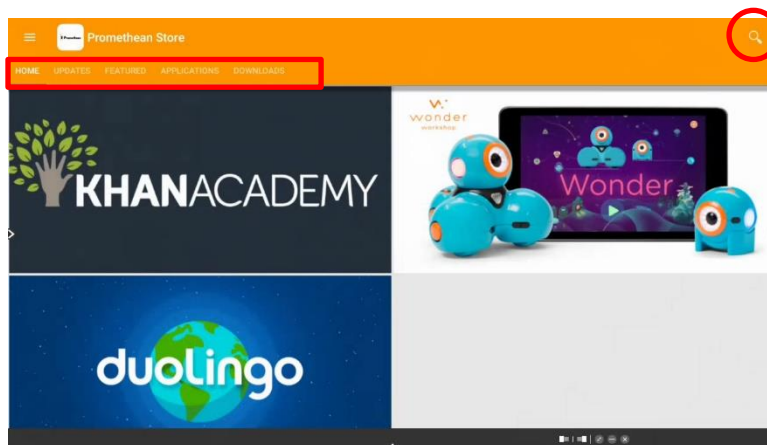 Promethean Store
HOME UPDATES FEATURED APPLICATIONS DOWNLOADS
KHANACADEMY
wonder
workshop
Wonder
duolingo